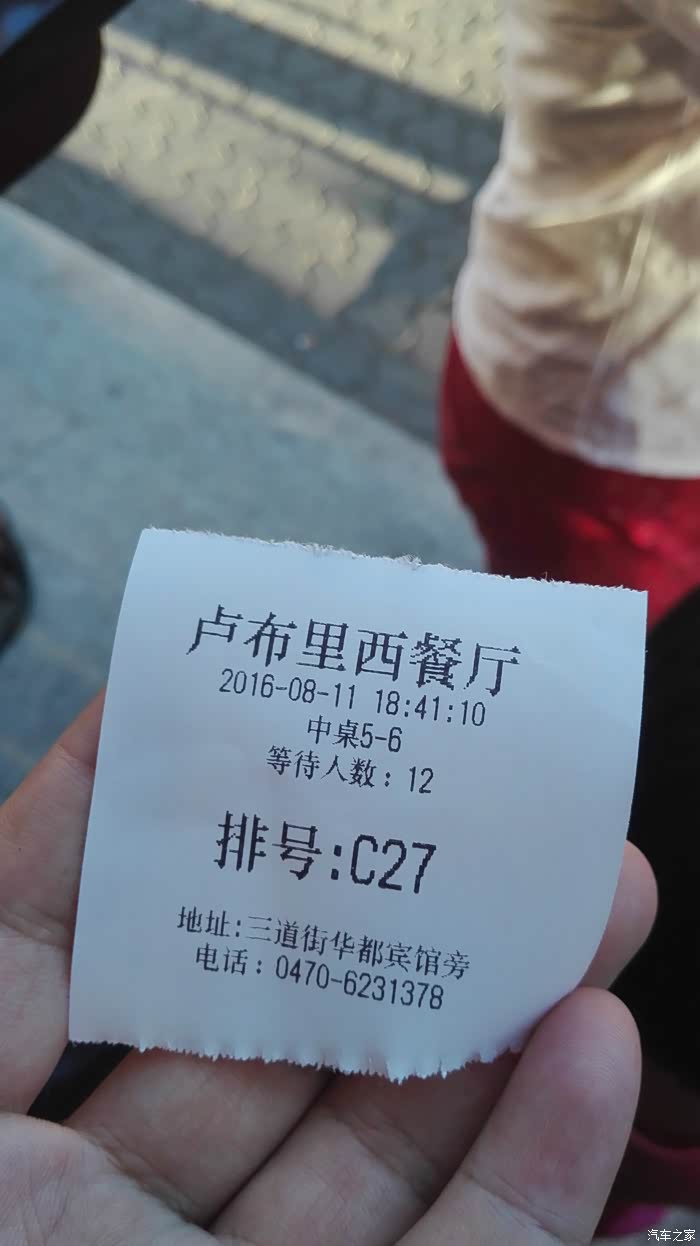 卢布里西餐厅
2016-08-11 18:41:10
中桌5-6
等待人数：12
排号:C27
地址:三道街华都宾馆旁
电话：0470-6231378
汽车之家